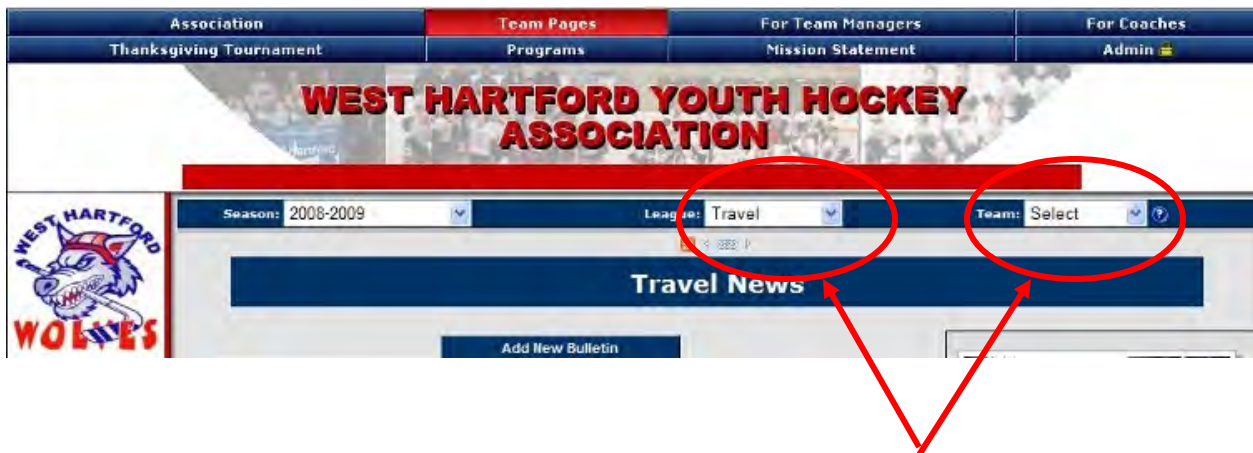 Association Team Pages For Team Managers For Coaches
Thanksgiving Tournament Programs Mission Statement Admin
WEST HARTFORD YOUTH HOCKEY
ASSOCIATION
WEST HARTFORD
WOLVES
Season: 2008-2009 League: Travel Team: Select
Travel News
Add New Bulletin